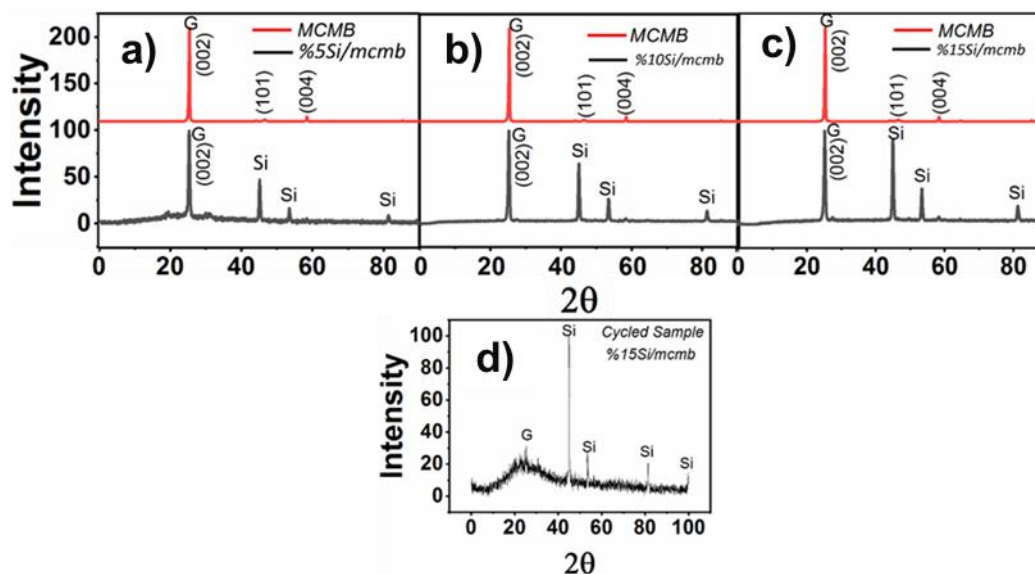 Intensity
a)
200
150
100
50
0
G
(002)
(101)
(004)
MCMB
%5Si/mcmb
G
(002)
Si
Si
Si
0 20 40 60 80
b)
G
(002)
(101)
(004)
MCMB
%10Si/mcmb
G
(002)
Si
Si
Si
20 40 60 80
c)
G
(002)
(101)
(004)
MCMB
%15Si/mcmb
G
(002)
Si
Si
Si
0 20 40 60 80
2θ
Intensity
d)
100
80
60
40
20
0
Cycled Sample
%15Si/mcmb
G
Si
Si
Si
Si
0 20 40 60 80 100
2θ